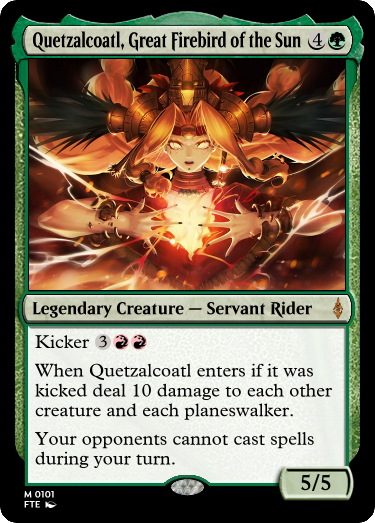 Quetzalcoatl, Great Firebird of the Sun 4
Legendary Creature — Servant Rider
Kicker 3
When Quetzalcoatl enters if it was
kicked deal 10 damage to each other
creature and each planeswalker.
Your opponents cannot cast spells
during your turn.
5/5
M 0101
FTE